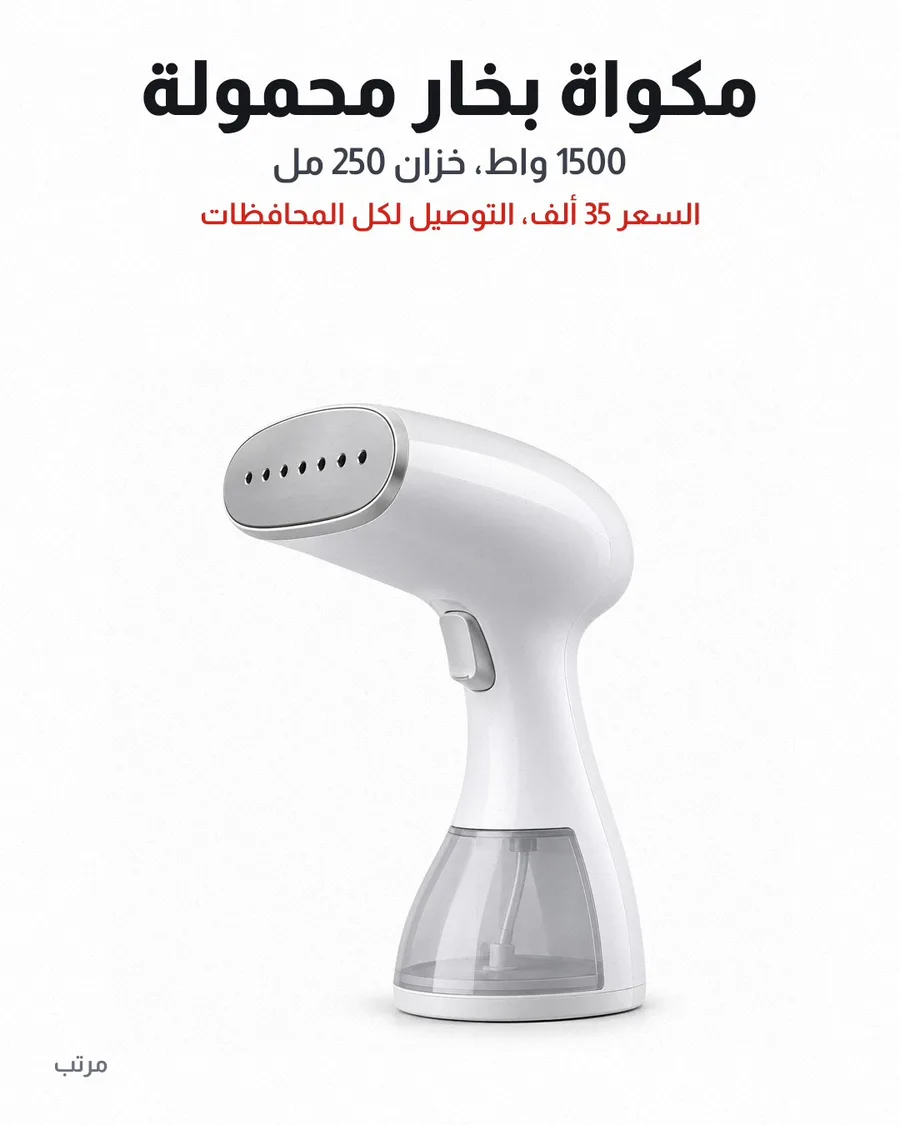 مكواة بخار محمولة
1500 واط، خزان 250 مل
السعر 35 ألف، التوصيل لكل المحافظات
مرتب